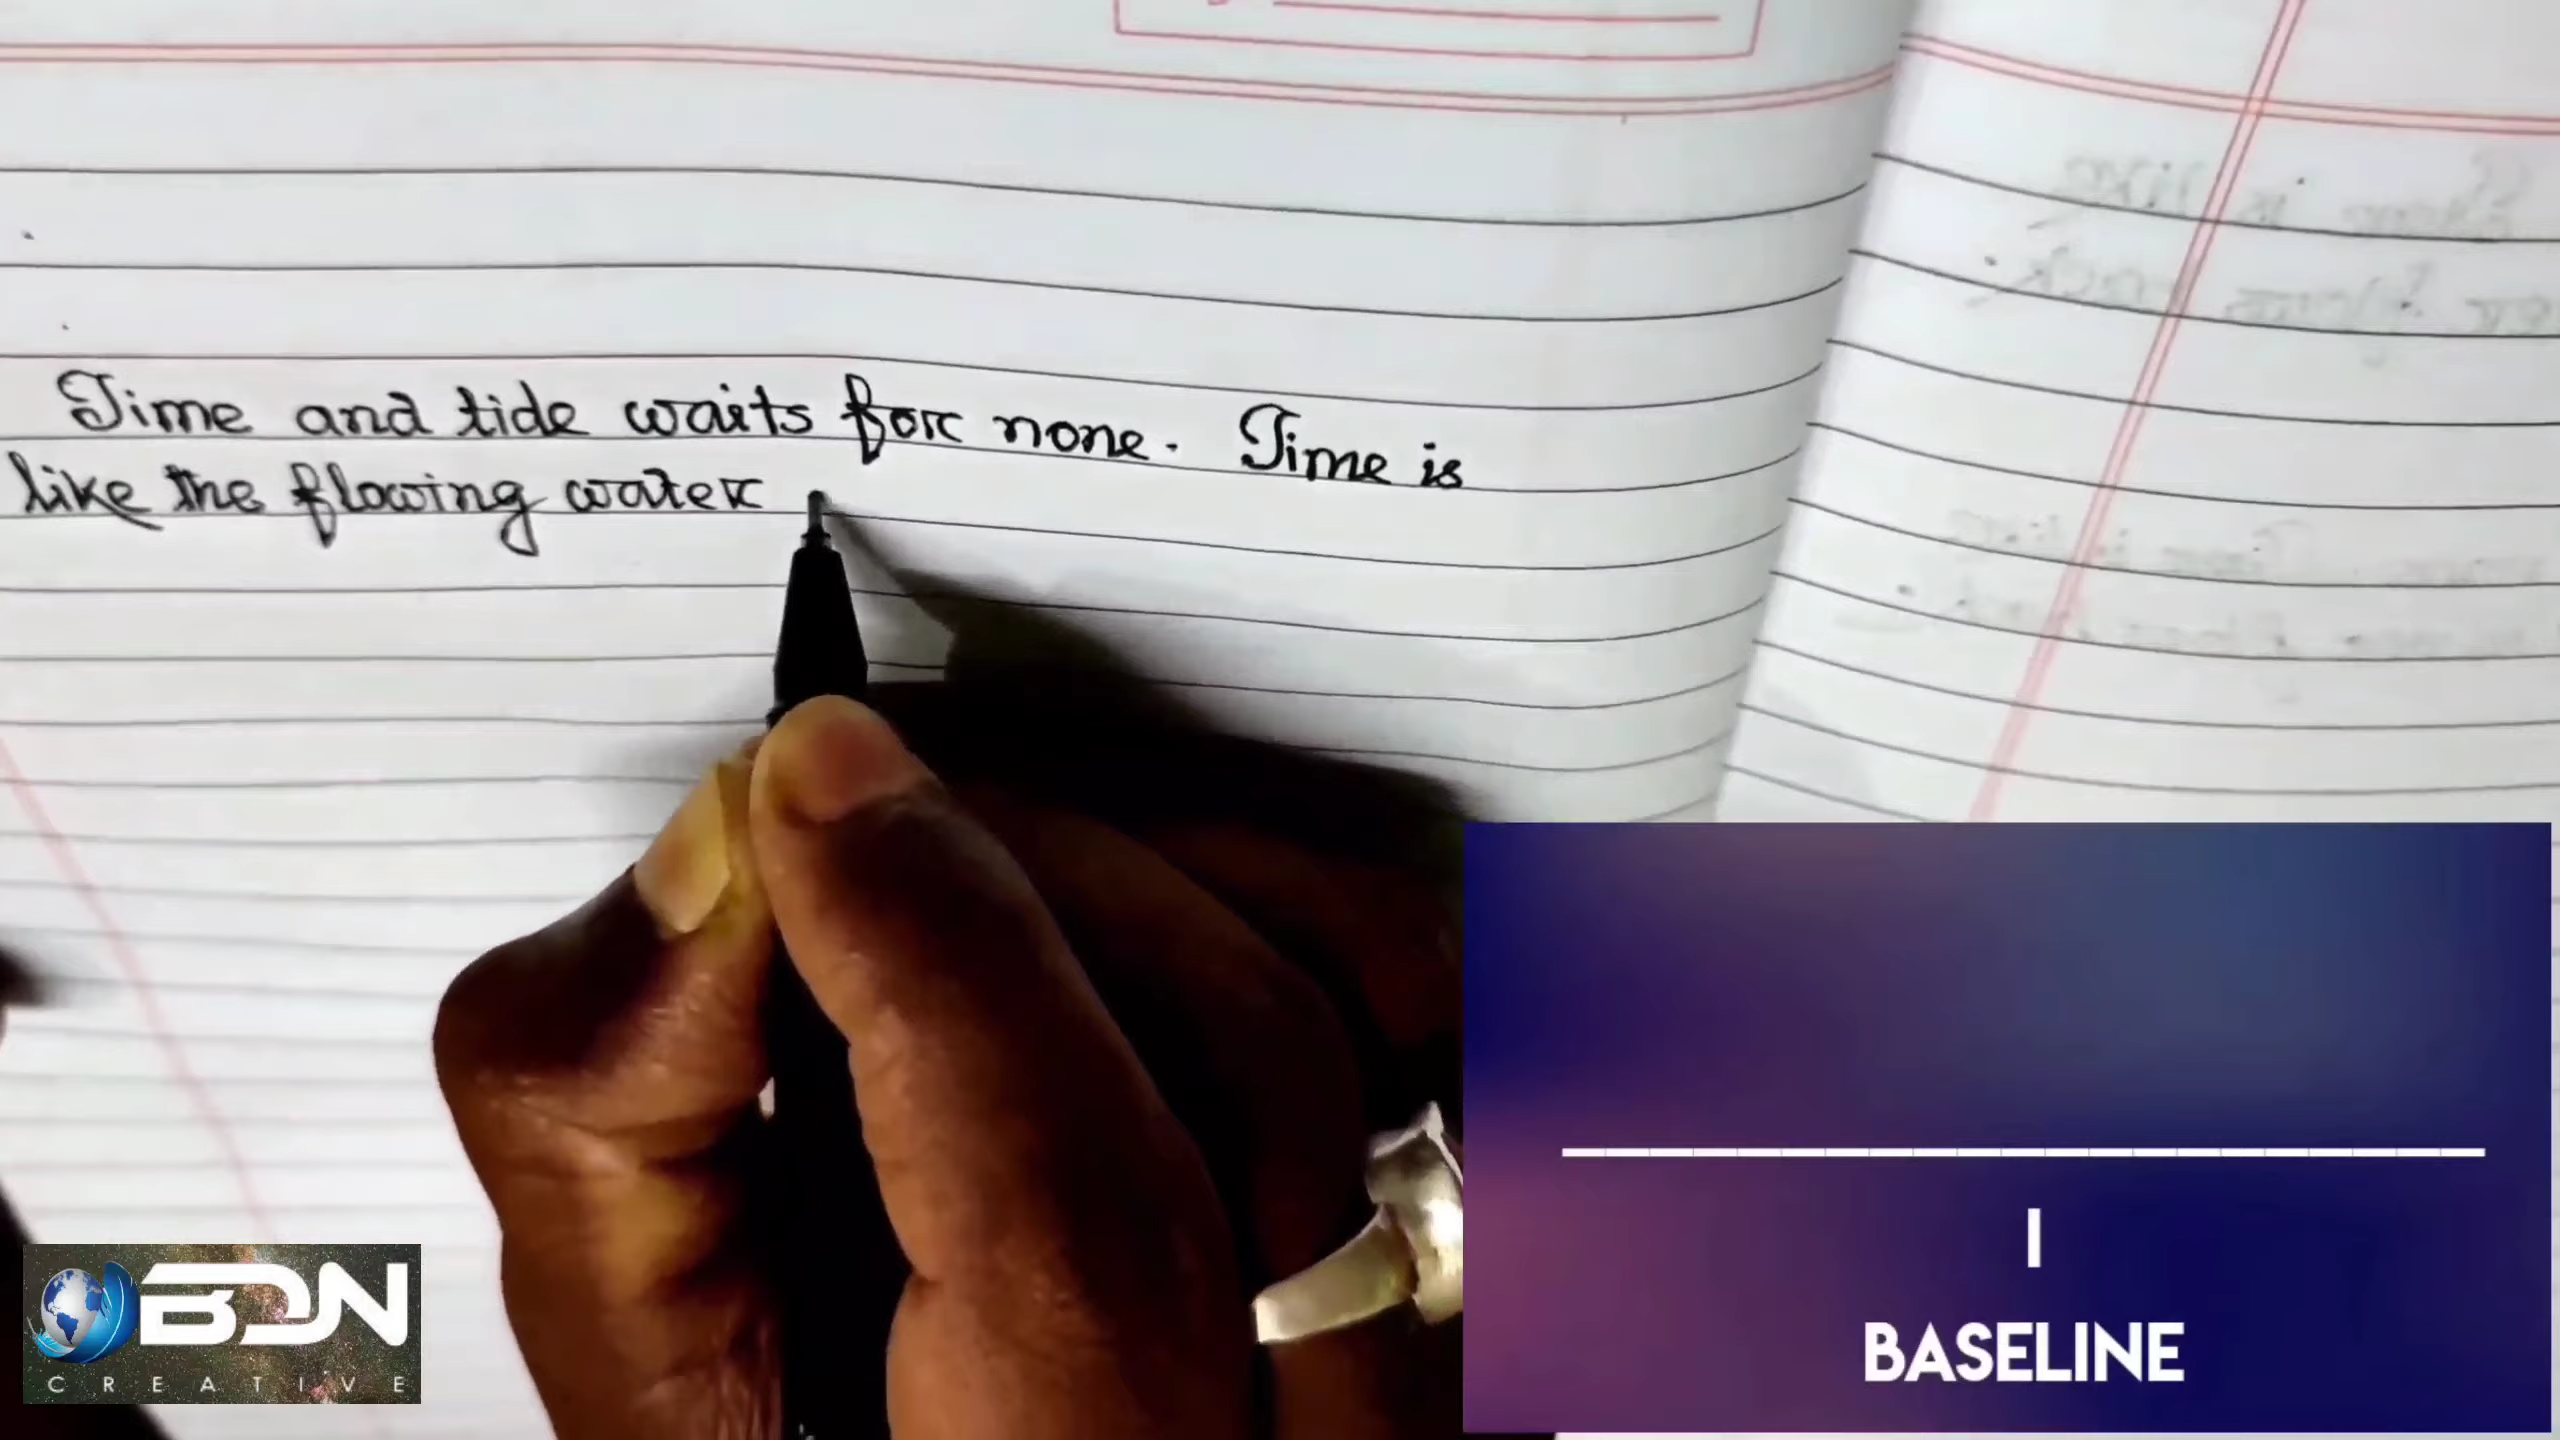 Time and tide waits for none. Time is
like the flowing water
BASELINE
BDN
CREATIVE